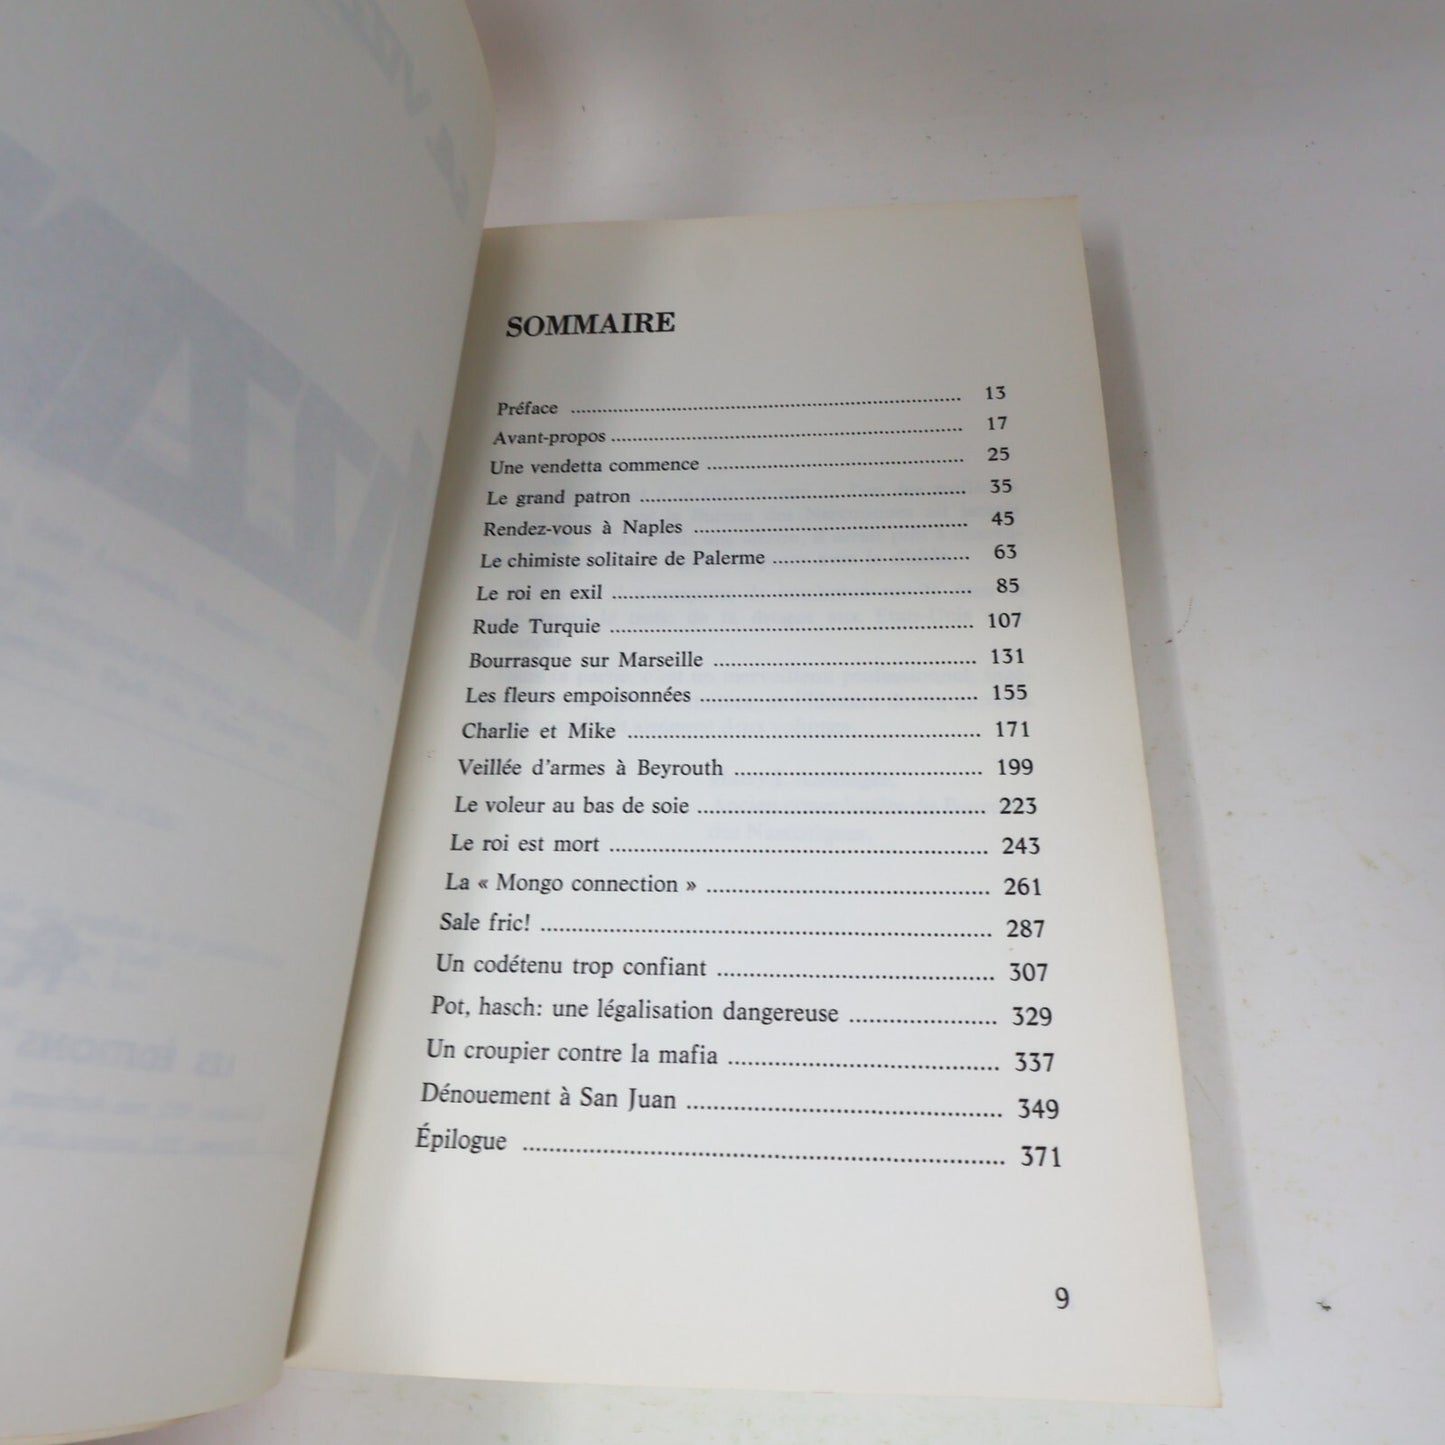 SOMMAIRE
Préface ........ 13
Avant-propos ........ 17
Une vendetta commence ........ 25
Le grand patron ........ 35
Rendez-vous à Naples ........ 45
Le chimiste solitaire de Palerme ........ 63
Le roi en exil ........ 85
Rude Turquie ........ 107
Bourrasque sur Marseille ........ 131
Les fleurs empoisonnées ........ 155
Charlie et Mike ........ 171
Veillée d'armes à Beyrouth ........ 199
Le voleur au bas de soie ........ 223
Le roi est mort ........ 243
La « Mongo connection » ........ 261
Sale fric! ........ 287
Un codétenu trop confiant ........ 307
Pot, hasch: une légalisation dangereuse ........ 329
Un croupier contre la mafia ........ 337
Dénouement à San Juan ........ 349
Épilogue ........ 371
9